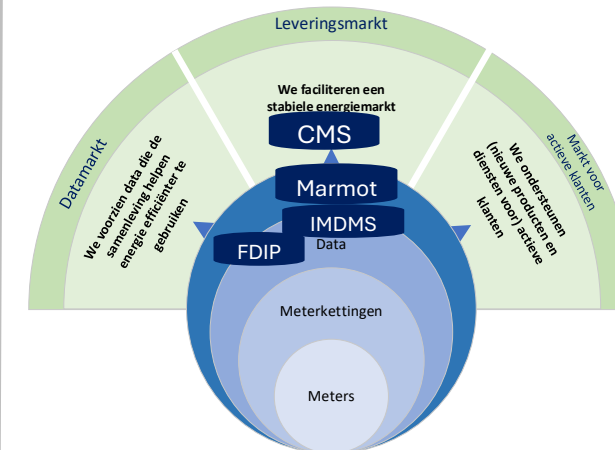 Leveringsmarkt
We faciliteren een
stabiele energiemarkt
CMS
Datamarkt
We voorzien data die de
samenleving helpen
energie efficiënter te
gebruiken
Markt voor
actieve klanten
We ondersteunen
(nieuwe producten en
diensten voor) actieve
klanten
Marmot
IMDMS
FDIP
Data
Meterkettingen
Meters